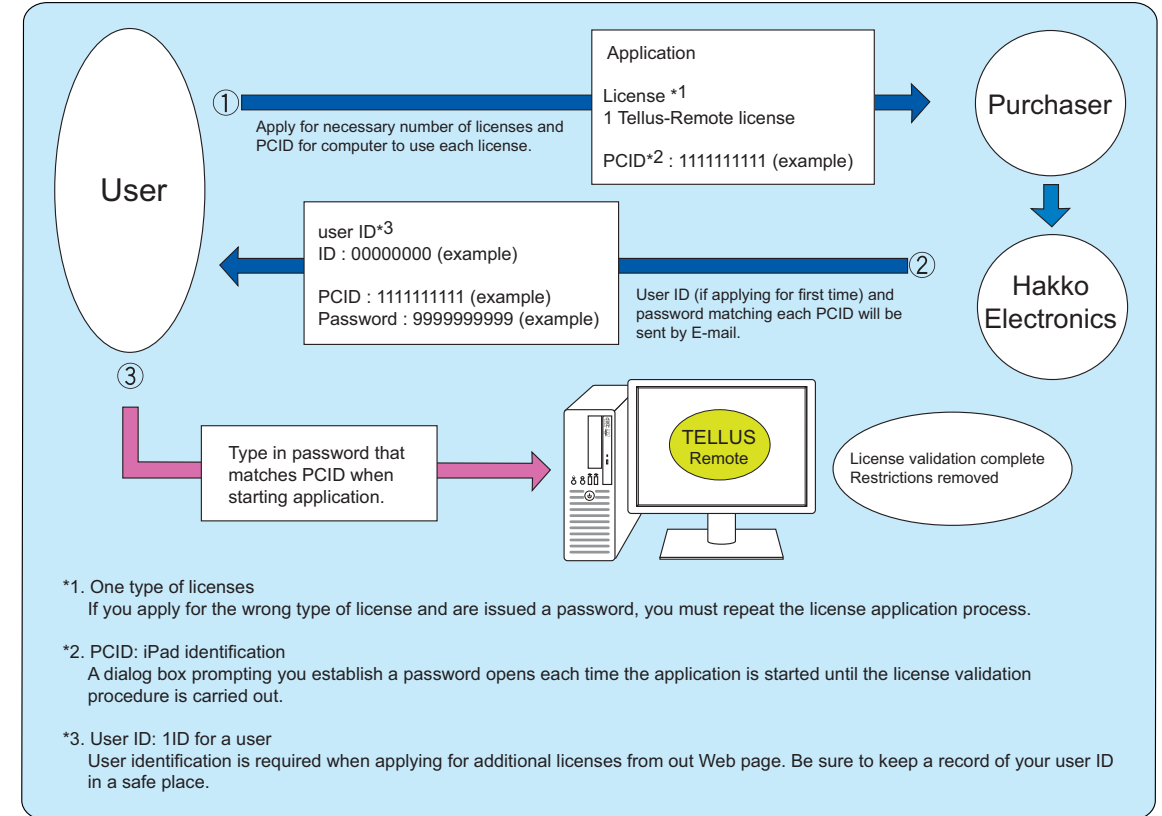 User
①
Apply for necessary number of licenses and
PCID for computer to use each license.
Application
License *1
1 Tellus-Remote license
PCID*2 : 1111111111 (example)
Purchaser
Hakko
Electronics
②
User ID (if applying for first time) and
password matching each PCID will be
sent by E-mail.
user ID*3
ID : 00000000 (example)
PCID : 1111111111 (example)
Password : 9999999999 (example)
③
Type in password that
matches PCID when
starting application.
TELLUS
Remote
License validation complete
Restrictions removed
*1. One type of licenses
If you apply for the wrong type of license and are issued a password, you must repeat the license application process.
*2. PCID: iPad identification
A dialog box prompting you establish a password opens each time the application is started until the license validation
procedure is carried out.
*3. User ID: 1ID for a user
User identification is required when applying for additional licenses from out Web page. Be sure to keep a record of your user ID
in a safe place.